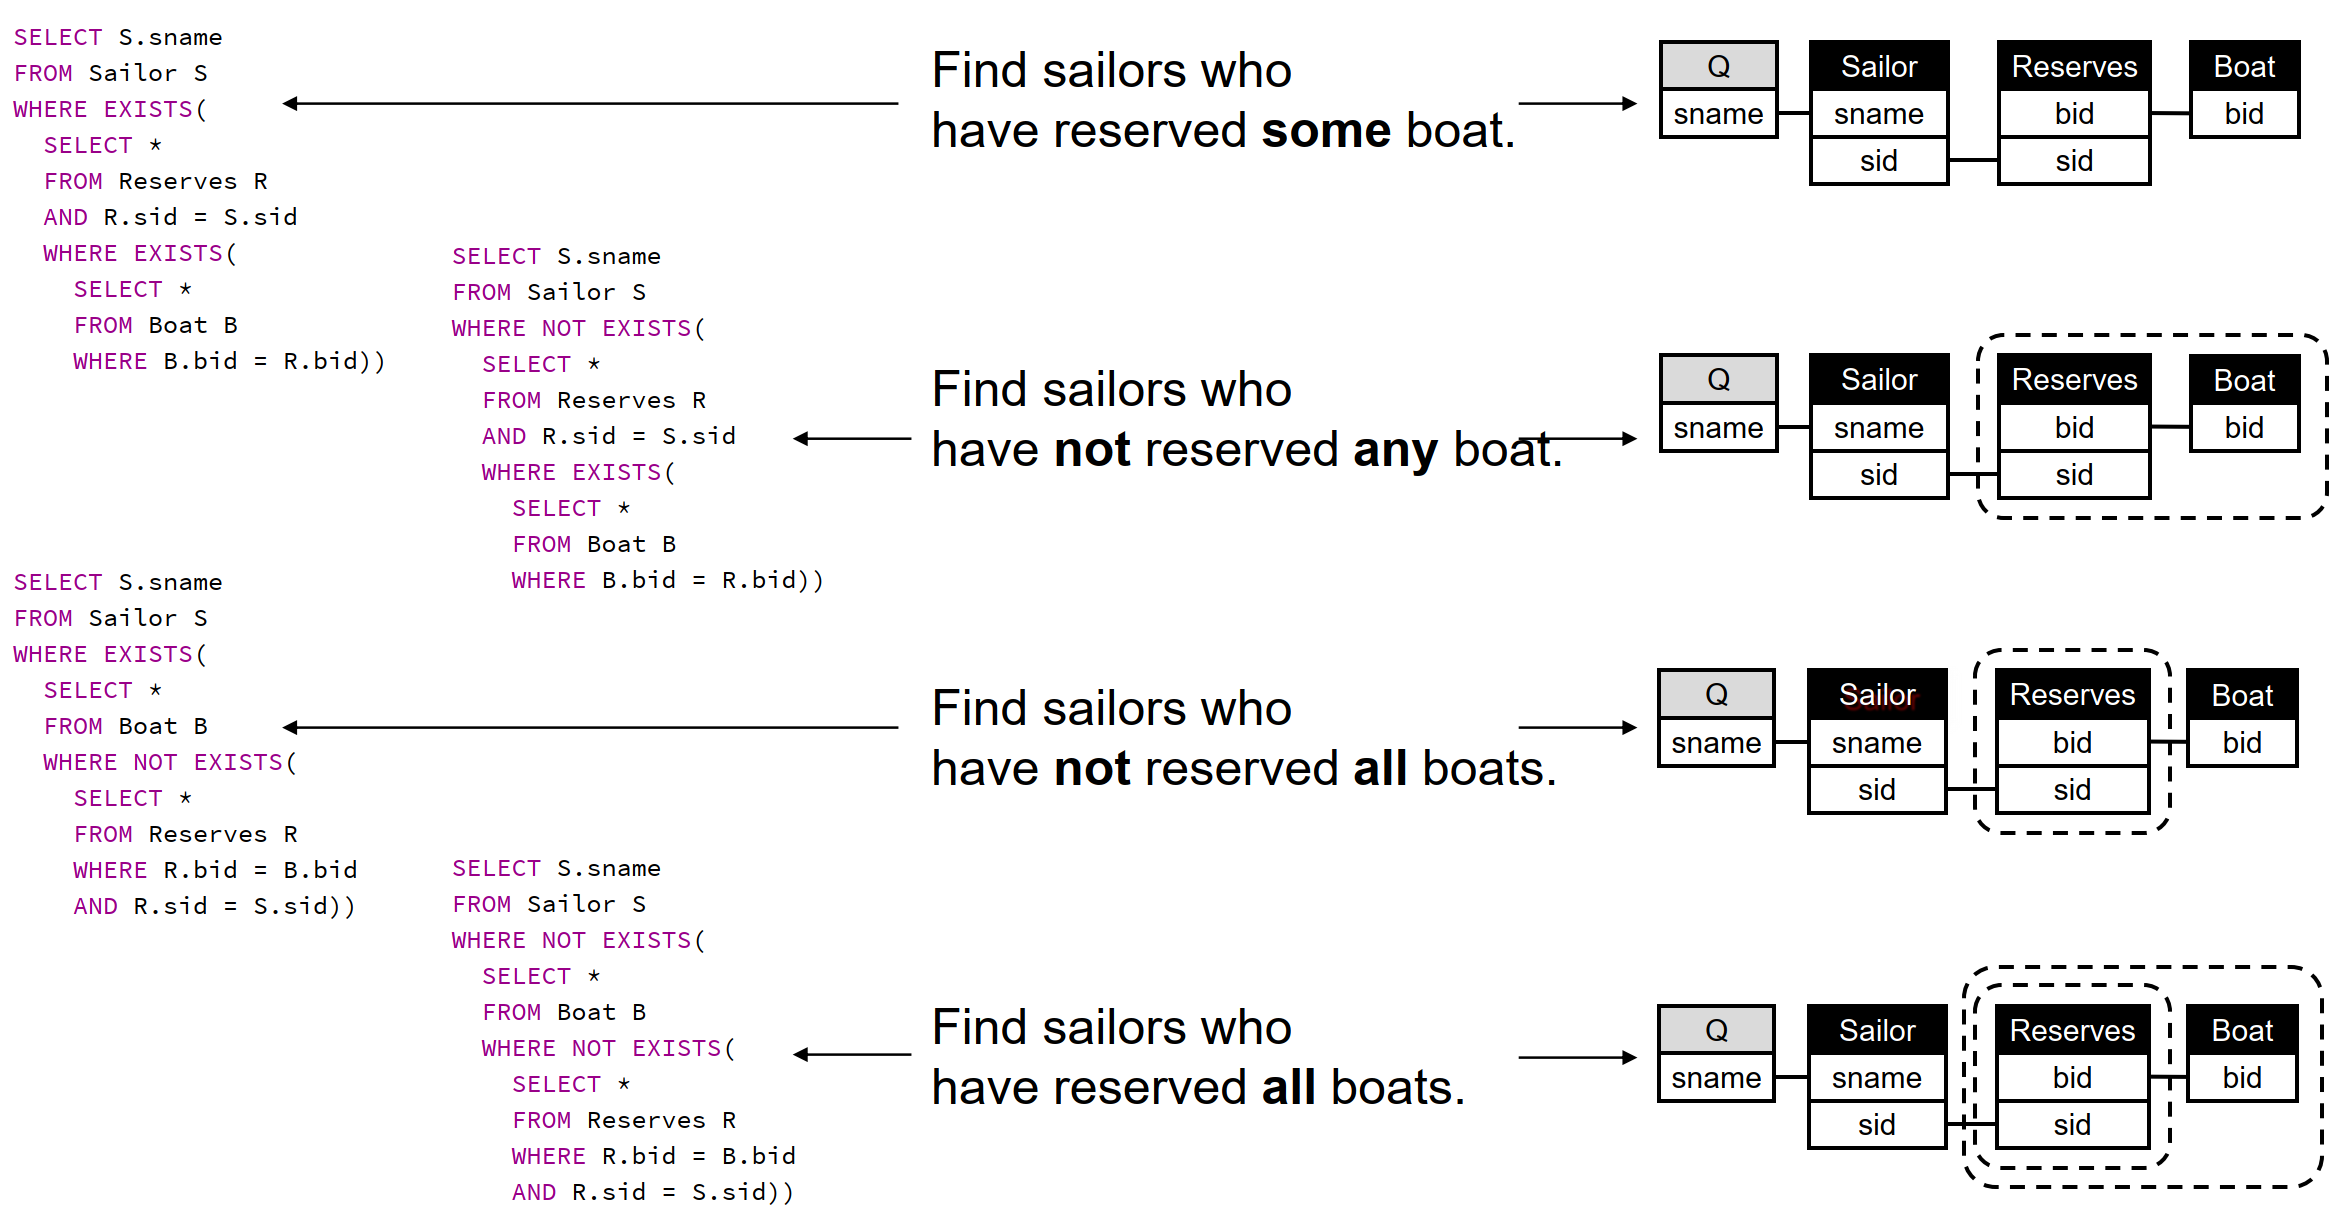 SELECT S.sname
FROM Sailor S
WHERE EXISTS(
SELECT *
FROM Reserves R
AND R.sid = S.sid
WHERE EXISTS(
SELECT *
FROM Boat B
WHERE B.bid = R.bid))
Find sailors who
have reserved some boat.
Q
sname
Sailor
sname
sid
Reserves
bid
sid
Boat
bid
SELECT S.sname
FROM Sailor S
WHERE NOT EXISTS(
SELECT *
FROM Reserves R
AND R.sid = S.sid
WHERE EXISTS(
SELECT *
FROM Boat B
WHERE B.bid = R.bid))
Find sailors who
have not reserved any boat.
Q
sname
Sailor
sname
sid
Reserves
bid
sid
Boat
bid
SELECT S.sname
FROM Sailor S
WHERE EXISTS(
SELECT *
FROM Boat B
WHERE NOT EXISTS(
SELECT *
FROM Reserves R
WHERE R.bid = B.bid
AND R.sid = S.sid))
Find sailors who
have not reserved all boats.
Q
sname
Sailor
sname
sid
Reserves
bid
sid
Boat
bid
SELECT S.sname
FROM Sailor S
WHERE NOT EXISTS(
SELECT *
FROM Boat B
WHERE NOT EXISTS(
SELECT *
FROM Reserves R
WHERE R.bid = B.bid
AND R.sid = S.sid))
Find sailors who
have reserved all boats.
Q
sname
Sailor
sname
sid
Reserves
bid
sid
Boat
bid